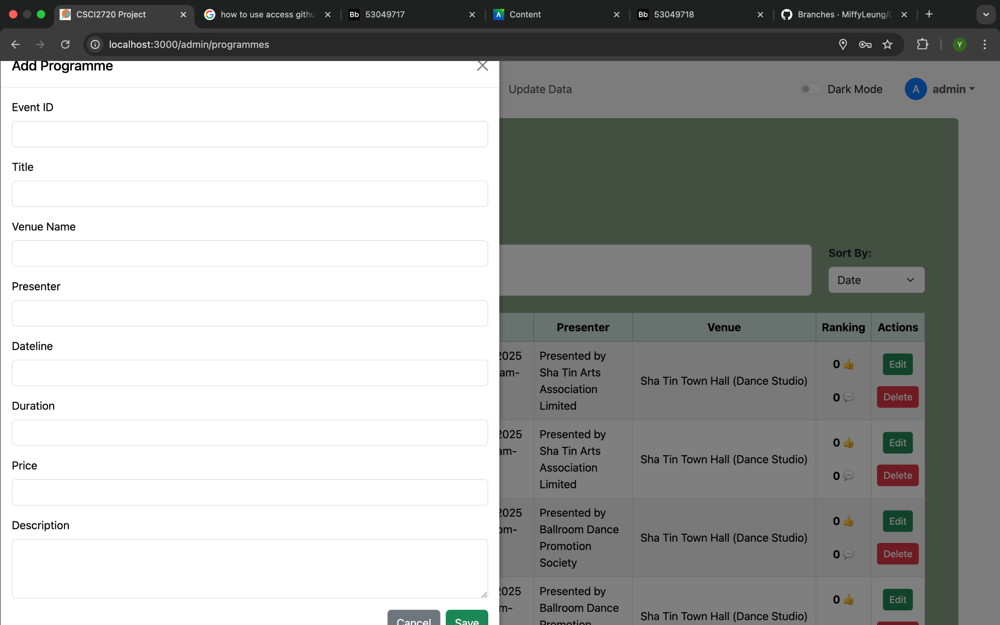 CSCI2720 Project
how to use access githu
Bb 53049717
Content
Bb 53049718
Branches · MiffyLeung/C
localhost:3000/admin/programmes
Y
Add Programme
Update Data
Dark Mode
A admin
Event ID
Title
Venue Name
Presenter
Dateline
Duration
Price
Description
Cancel Save
Sort By:
Date
Presenter Venue Ranking Actions
2025
am-
Presented by
Sha Tin Arts
Association
Limited
Sha Tin Town Hall (Dance Studio)
0
0
Edit
Delete
2025
am-
Presented by
Sha Tin Arts
Association
Limited
Sha Tin Town Hall (Dance Studio)
0
0
Edit
Delete
2025
pm-
Presented by
Ballroom Dance
Promotion
Society
Sha Tin Town Hall (Dance Studio)
0
0
Edit
Delete
2025
m-
Presented by
Ballroom Dance
Promotion
Sha Tin Town Hall (Dance Studio)
0
Edit